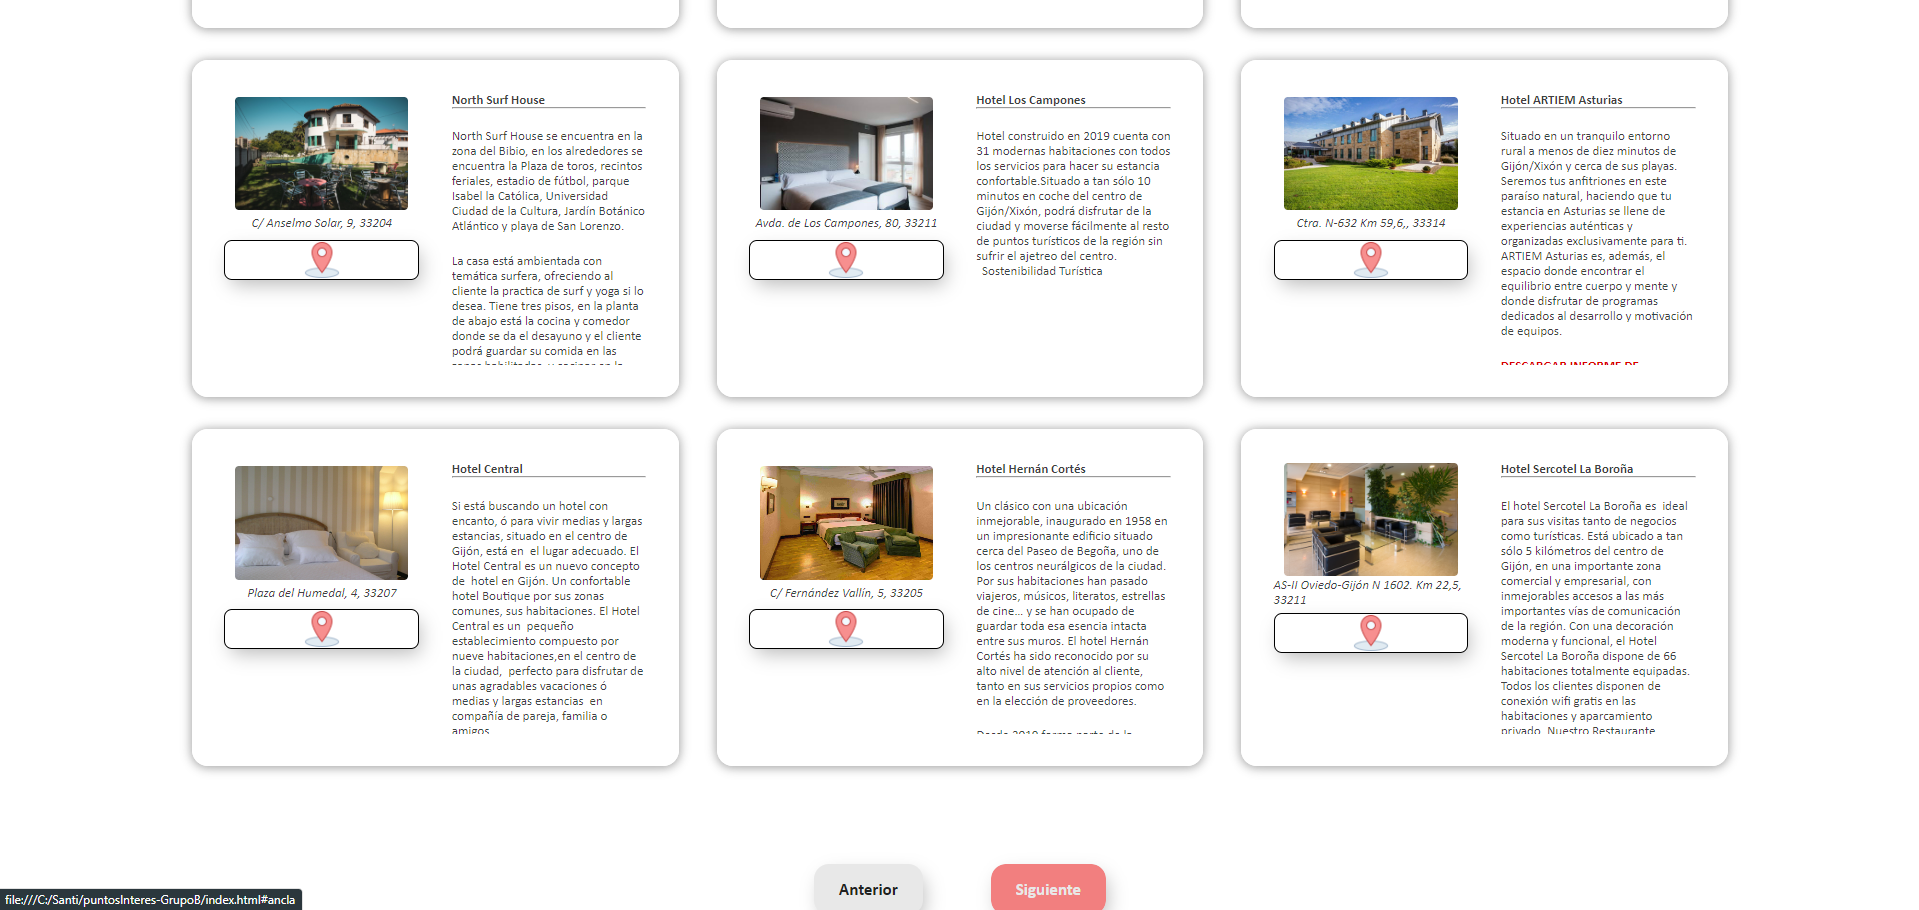 North Surf House
North Surf House se encuentra en la
zona del Bibio, en los alrededores se
encuentra la Plaza de toros, recintos
feriales, estadio de fútbol, parque
Isabel la Católica, Universidad
Ciudad de la Cultura, Jardín Botánico
Atlántico y playa de San Lorenzo.
La casa está ambientada con
temática surfera, ofreciendo al
cliente la practica de surf y yoga si lo
desea. Tiene tres pisos, en la planta
de abajo está la cocina y comedor
donde se da el desayuno y el cliente
podrá guardar su comida en las
C/ Anselmo Solar, 9, 33204
Hotel Los Campones
Hotel construido en 2019 cuenta con
31 modernas habitaciones con todos
los servicios para hacer su estancia
confortable.Situado a tan sólo 10
minutos en coche del centro de
Gijón/Xixón, podrá disfrutar de la
ciudad y moverse fácilmente al resto
de puntos turísticos de la región sin
sufrir el ajetreo del centro.
Sostenibilidad Turística
Avda. de Los Campones, 80, 33211
Hotel ARTIEM Asturias
Situado en un tranquilo entorno
rural a menos de diez minutos de
Gijón/Xixón y cerca de sus playas.
Seremos tus anfitriones en este
paraíso natural, haciendo que tu
estancia en Asturias se llene de
experiencias auténticas y
organizadas exclusivamente para ti.
ARTIEM Asturias es, además, el
espacio donde encontrar el
equilibrio entre cuerpo y mente y
donde disfrutar de programas
dedicados al desarrollo y motivación
de equipos.
DESCARGAR INFORME DE
Ctra. N-632 Km 59,6,, 33314
Hotel Central
Si está buscando un hotel con
encanto, ó para vivir medias y largas
estancias, situado en el centro de
Gijón, está en el lugar adecuado. El
Hotel Central es un nuevo concepto
de hotel en Gijón. Un confortable
hotel Boutique por sus zonas
comunes, sus habitaciones. El Hotel
Central es un pequeño
establecimiento compuesto por
nueve habitaciones,en el centro de
la ciudad, perfecto para disfrutar de
unas agradables vacaciones ó
medias y largas estancias en
compañía de pareja, familia o
amigos
Plaza del Humedal, 4, 33207
Hotel Hernán Cortés
Un clásico con una ubicación
inmejorable, inaugurado en 1958 en
un impresionante edificio situado
cerca del Paseo de Begoña, uno de
los centros neurálgicos de la ciudad.
Por sus habitaciones han pasado
viajeros, músicos, literatos, estrellas
de cine... y se han ocupado de
guardar toda esa esencia intacta
entre sus muros. El hotel Hernán
Cortés ha sido reconocido por su
alto nivel de atención al cliente,
tanto en sus servicios propios como
en la elección de proveedores.
Desde 2019 forma parte de la
C/ Fernández Vallín, 5, 33205
Hotel Sercotel La Boroña
El hotel Sercotel La Boroña es ideal
para sus visitas tanto de negocios
como turísticas. Está ubicado a tan
sólo 5 kilómetros del centro de
Gijón, en una importante zona
comercial y empresarial, con
inmejorables accesos a las más
importantes vías de comunicación
de la región. Con una decoración
moderna y funcional, el Hotel
Sercotel La Boroña dispone de 66
habitaciones totalmente equipadas.
Todos los clientes disponen de
conexión wifi gratis en las
habitaciones y aparcamiento
privado. Nuestro Restaurante
AS-II Oviedo-Gijón N 1602. Km 22,5,
33211
Anterior
Siguiente
file:///C:/Santi/puntosInteres-GrupoB/index.html#ancla